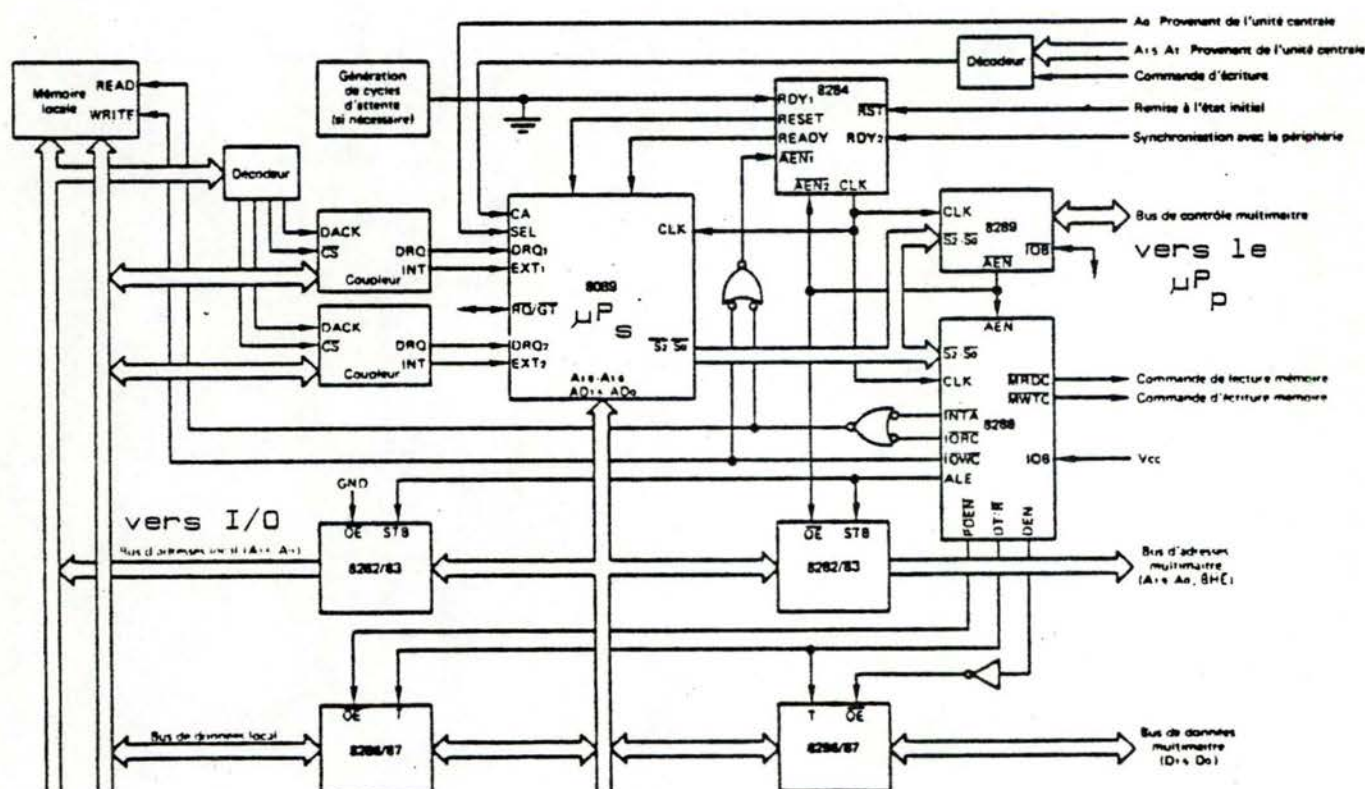 A0 Provenant de l'unité centrale
A15 A1 Provenant de l'unité centrale
Décodeur
Commande d'écriture
Mémoire
locale
READ
WRITE
Génération
de cycles
d'attente
(si nécessaire)
8284
RDY1
RESET
READY
AEN1
AEN2 CLK
RST
RDY2
Remise à l'état initial
Synchronisation avec la périphérie
Décodeur
DACK
CS
DRQ
INT
Coupleur
DACK
CS
DRQ
INT
Coupleur
CA
SEL
DRQ1
EXT1
RQ/GT
DRQ2
EXT2
CLK
8089
µPs
S2-S0
A19-A16
AD15 AD0
CLK
8289
S2-S0
IOB
AEN
Bus de contrôle multimaître
vers le
µPp
AEN
S2-S0
CLK
INTA
IORC
IOWC
ALE
MRDC
MWTC
8288
IOB
PDEN
DT/R
DEN
Commande de lecture mémoire
Commande d'écriture mémoire
Vcc
GND
vers I/O
Bus d'adresses local
OE STB
8282/83
OE STB
8282/83
Bus d'adresses
multimaître
(A19 A0, BHE)
Bus de données local
OE T
8286/87
T OE
8286/87
Bus de données
multimaître
(D15 D0)